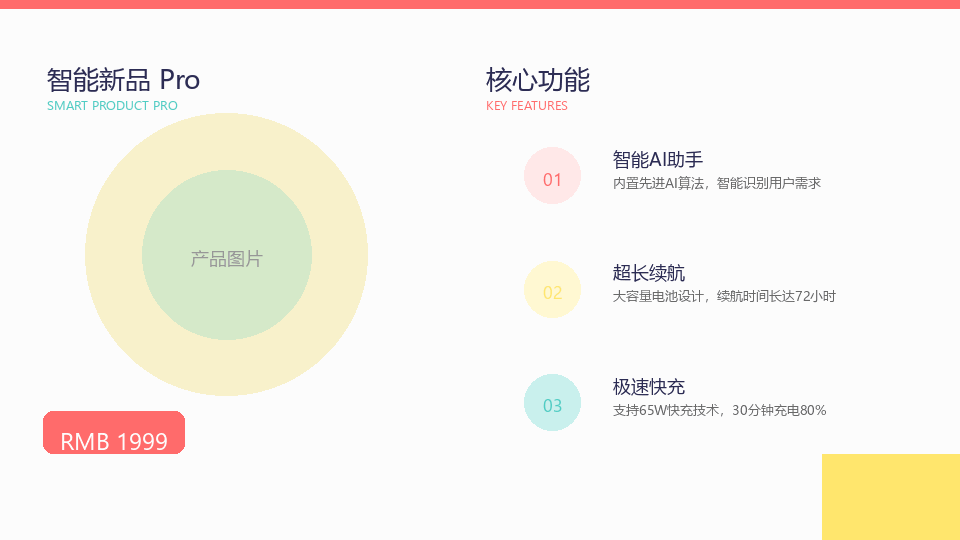 智能新品 Pro
SMART PRODUCT PRO
产品图片
RMB 1999
核心功能
KEY FEATURES
01
智能AI助手
内置先进AI算法，智能识别用户需求
02
超长续航
大容量电池设计，续航时间长达72小时
03
极速快充
支持65W快充技术，30分钟充电80%